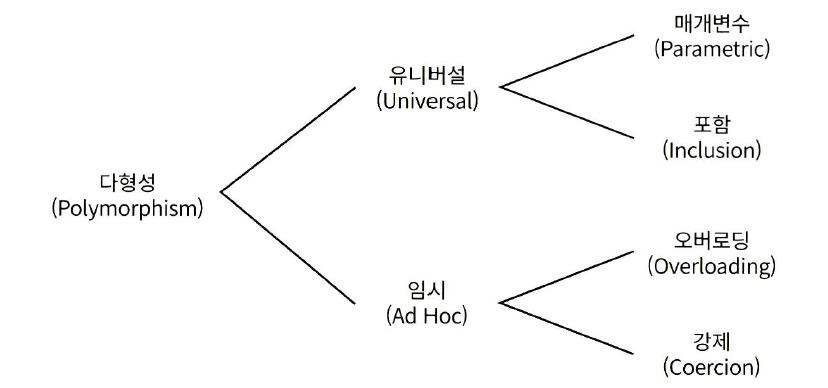 다형성
(Polymorphism)
유니버설
(Universal)
매개변수
(Parametric)
포함
(Inclusion)
임시
(Ad Hoc)
오버로딩
(Overloading)
강제
(Coercion)